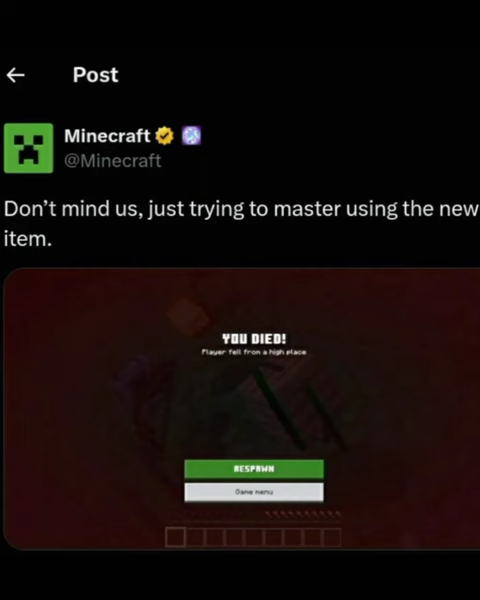 Post
Minecraft
@Minecraft
Don't mind us, just trying to master using the new
item.
YOU DIED!
Player fell from a high place
RESPAWN
Game menu